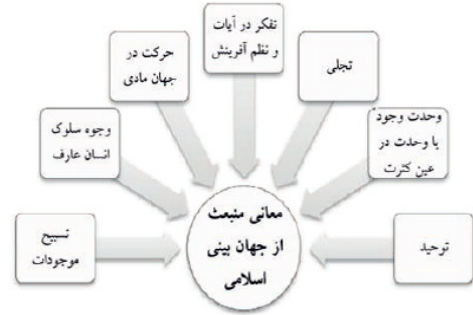 تفکر در آیات
و نظم آفرینش
تجلی
وحدت وجود
یا وحدت در
عین کثرت
توحید
حرکت در
جهان مادی
وجوه سلوک
انسان عارف
تسبیح
موجودات
معانی منبعث
از جهان بینی
اسلامی